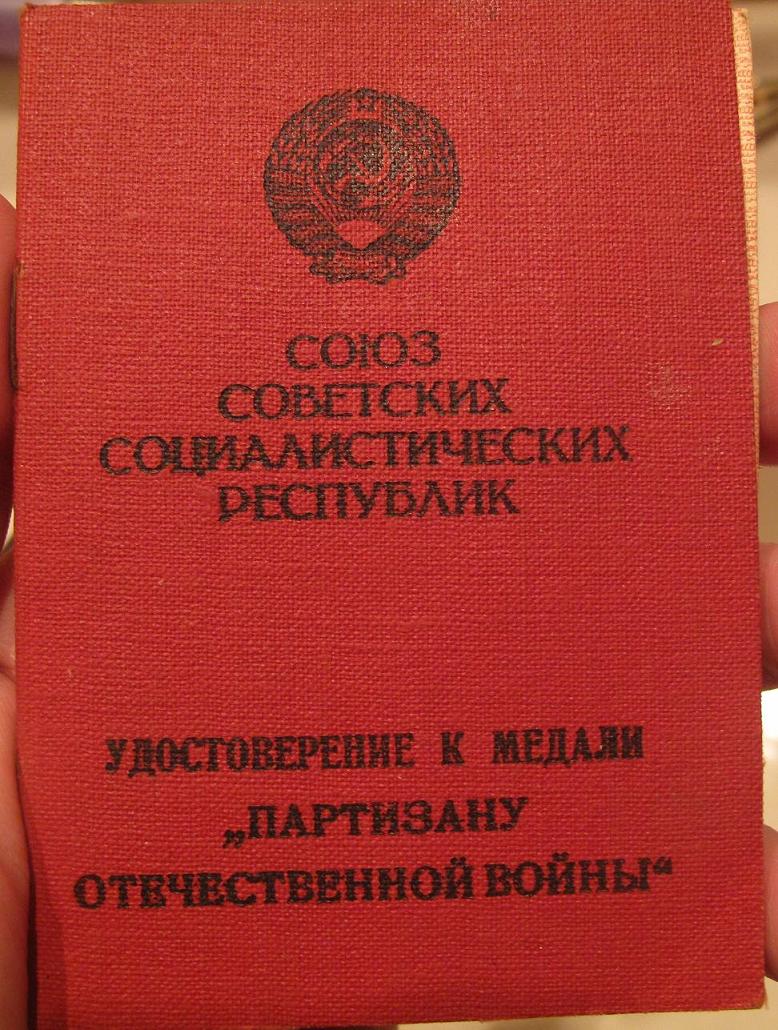 СОЮЗ
СОВЕТСКИХ
СОЦИАЛИСТИЧЕСКИХ
РЕСПУБЛИК
УДОСТОВЕРЕНИЕ К МЕДАЛИ
„ПАРТИЗАНУ
ОТЕЧЕСТВЕННОЙ ВОЙНЫ“